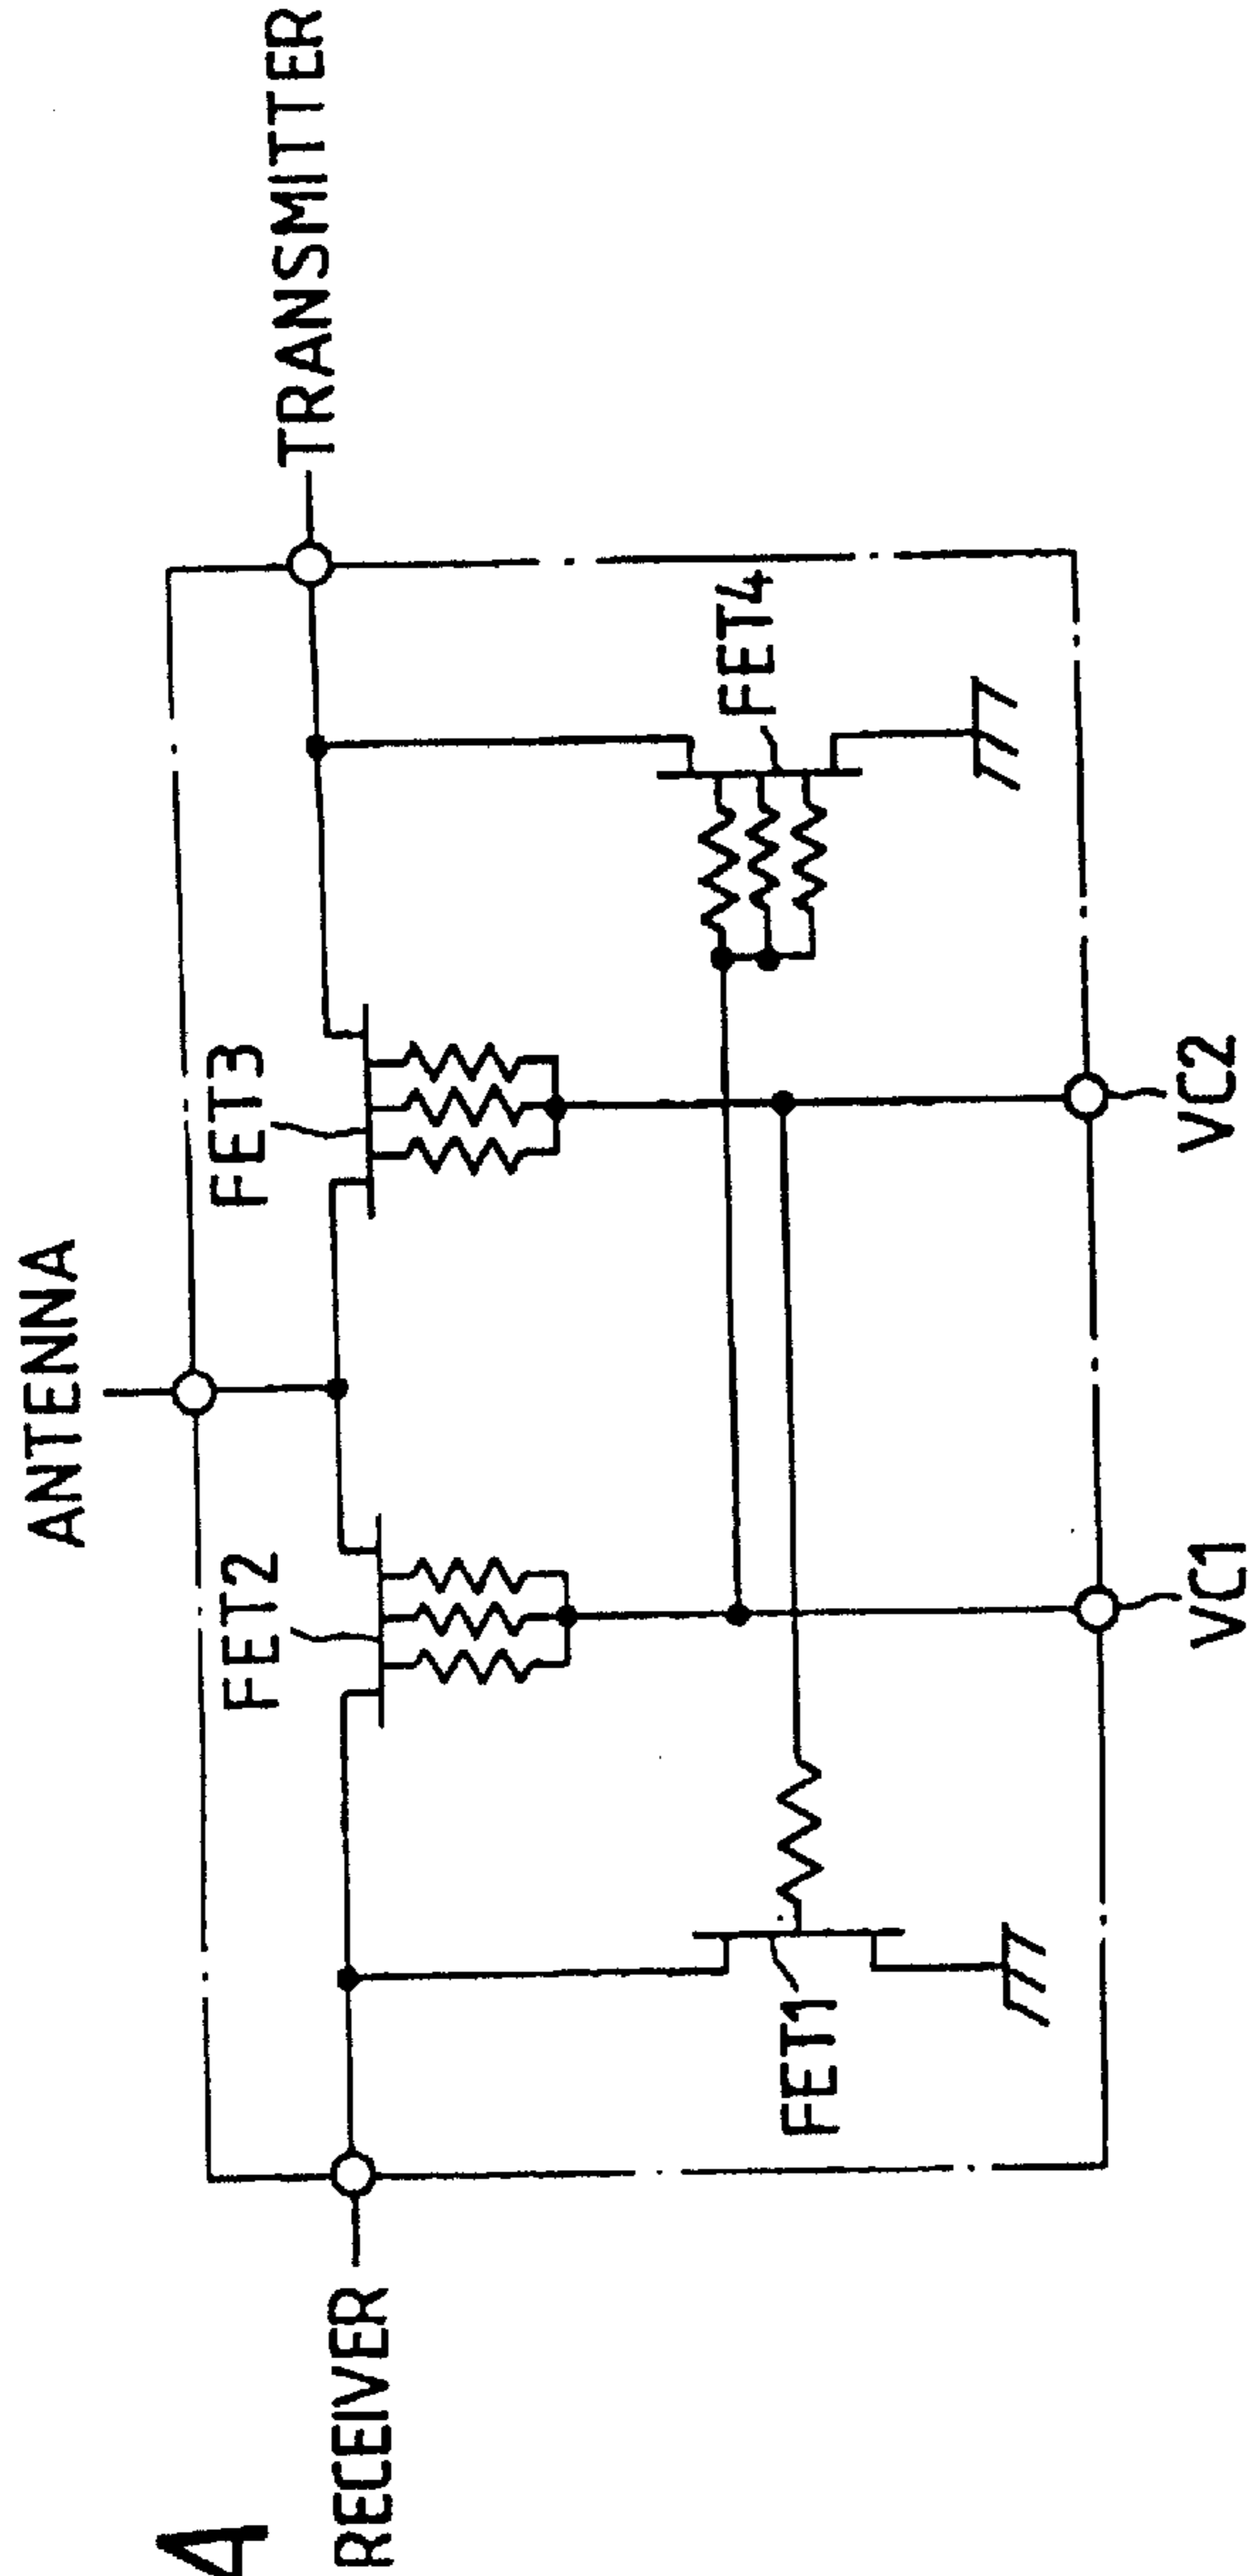 ANTENNA
RECEIVER
TRANSMITTER
FET2
FET3
FET1
FET4
VC1
VC2